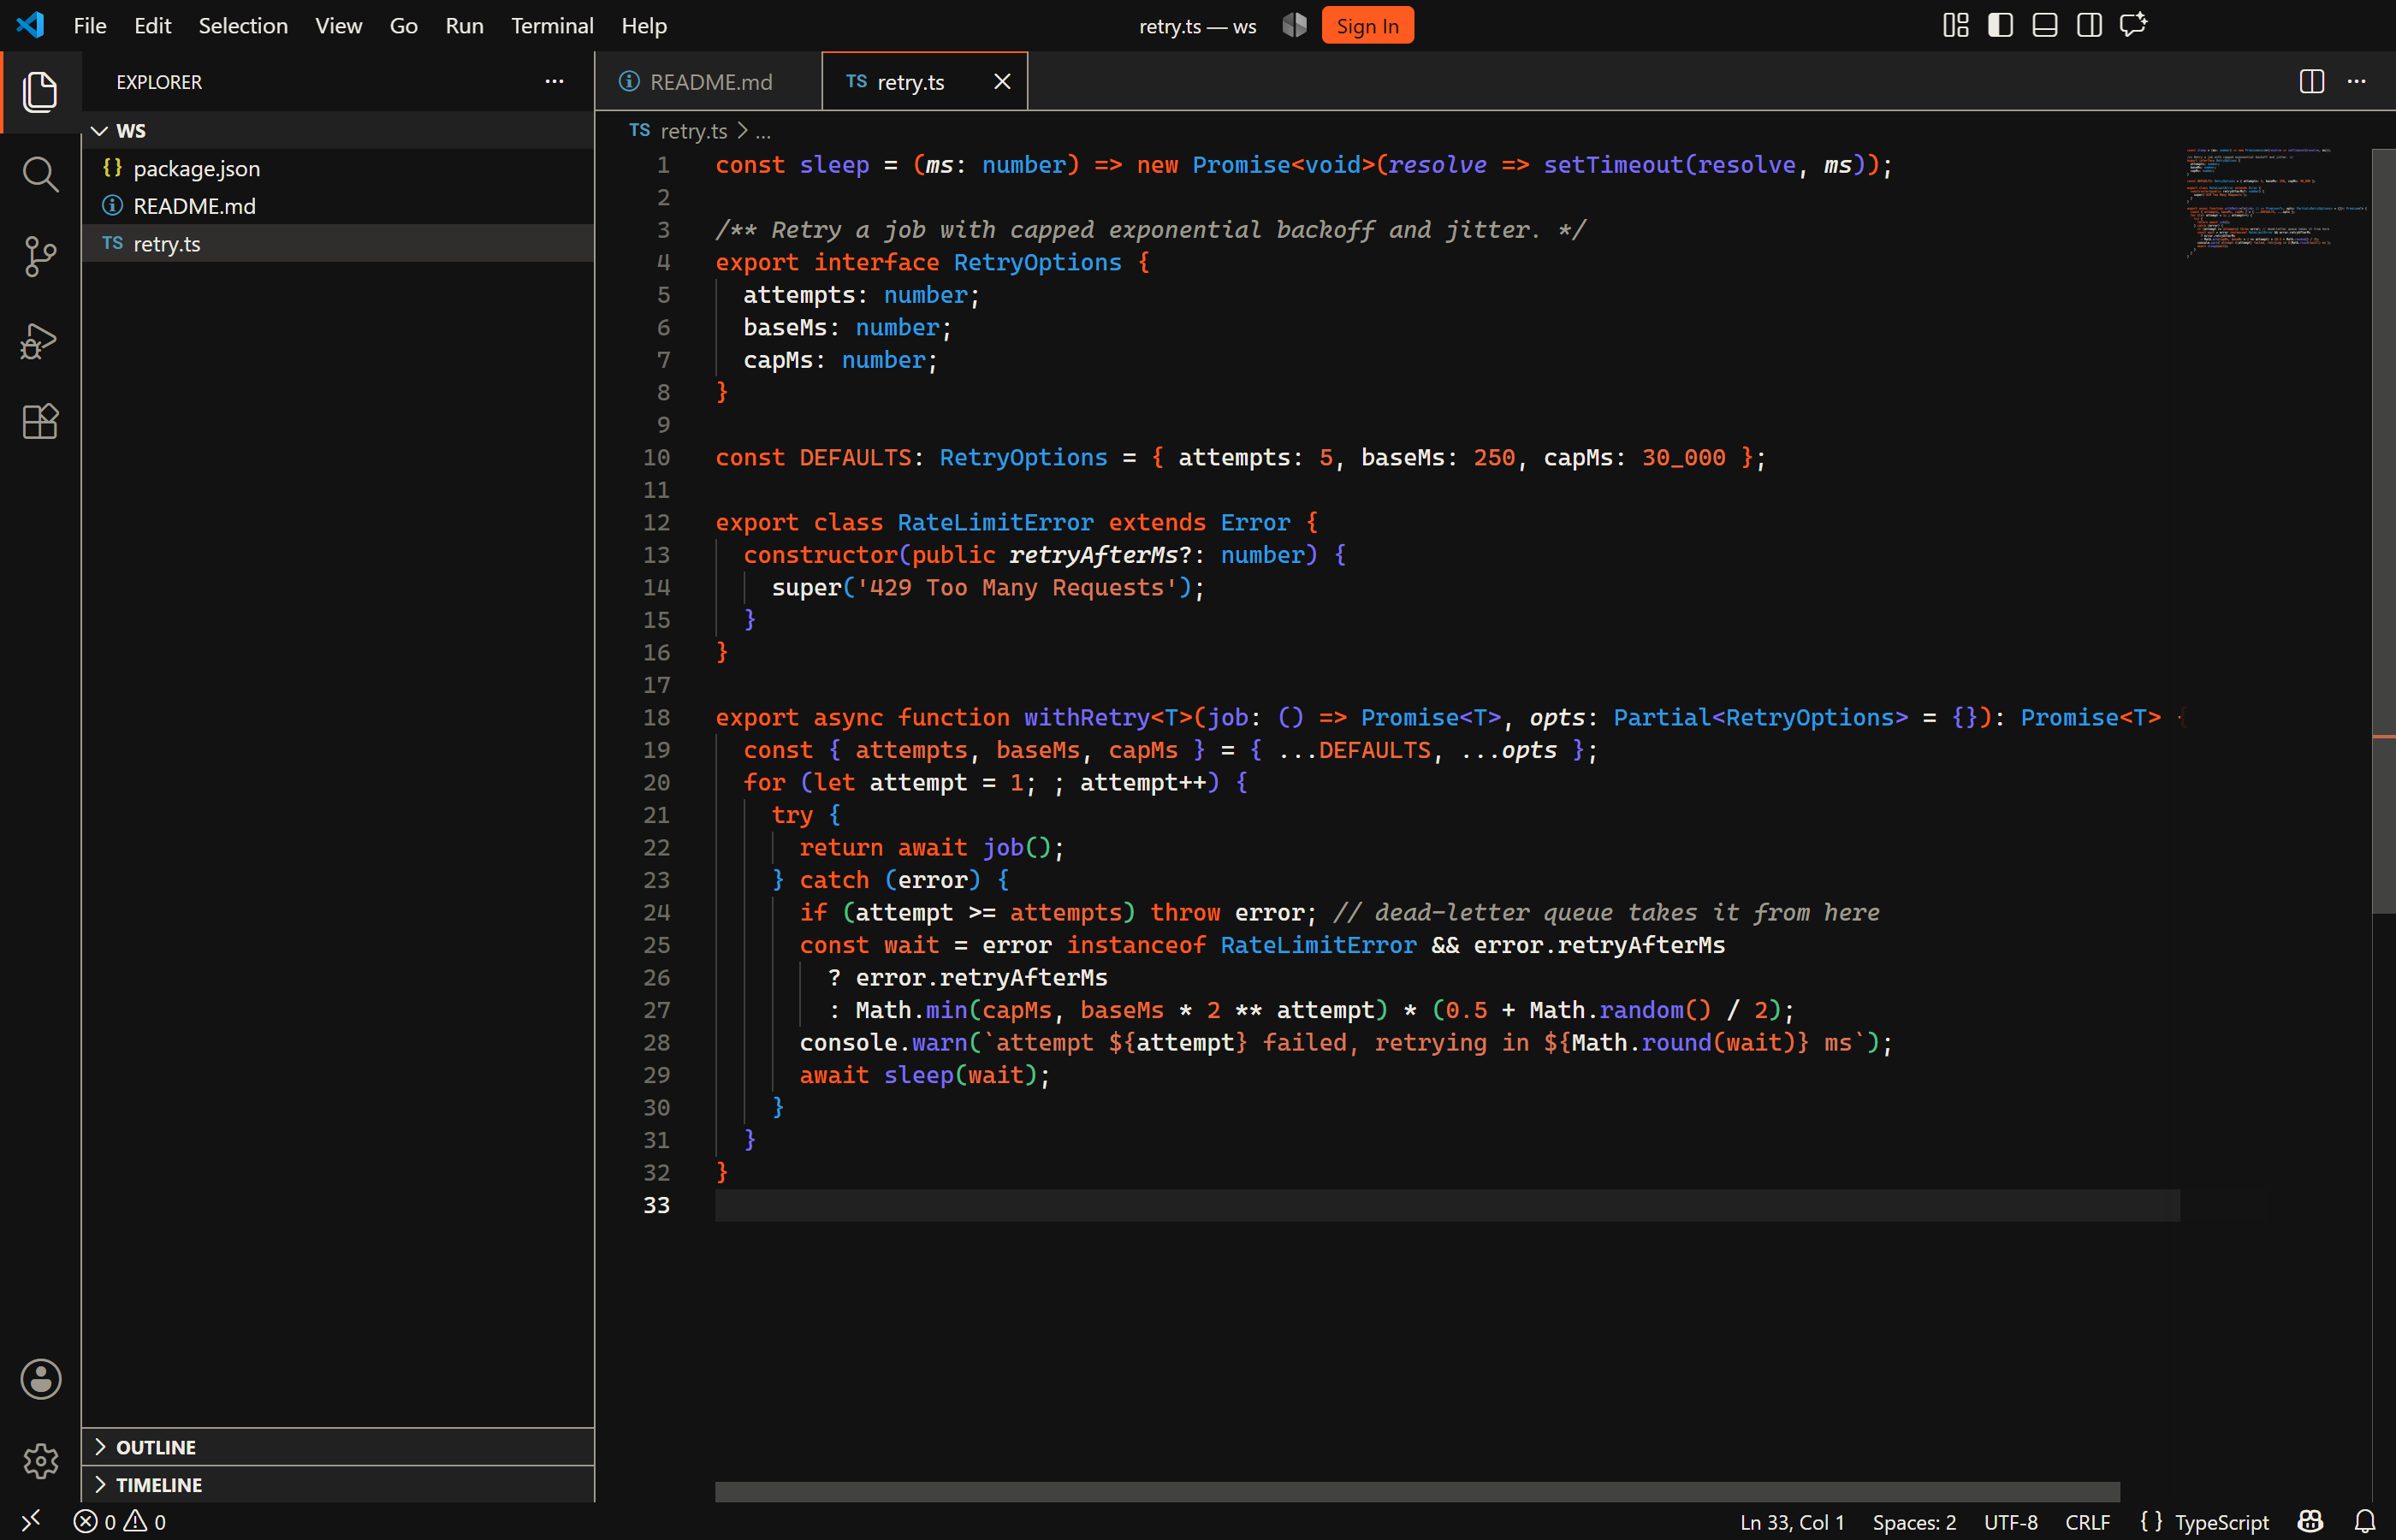 File Edit Selection View Go Run Terminal Help
retry.ts — ws
Sign In
EXPLORER
WS
{} package.json
README.md
TS retry.ts
OUTLINE
TIMELINE
README.md
TS retry.ts
TS retry.ts > ...
1 const sleep = (ms: number) => new Promise<void>(resolve => setTimeout(resolve, ms));
2
3 /** Retry a job with capped exponential backoff and jitter. */
4 export interface RetryOptions {
5   attempts: number;
6   baseMs: number;
7   capMs: number;
8 }
9
10 const DEFAULTS: RetryOptions = { attempts: 5, baseMs: 250, capMs: 30_000 };
11
12 export class RateLimitError extends Error {
13   constructor(public retryAfterMs?: number) {
14     super('429 Too Many Requests');
15   }
16 }
17
18 export async function withRetry<T>(job: () => Promise<T>, opts: Partial<RetryOptions> = {}): Promise<T> {
19   const { attempts, baseMs, capMs } = { ...DEFAULTS, ...opts };
20   for (let attempt = 1; ; attempt++) {
21     try {
22       return await job();
23     } catch (error) {
24       if (attempt >= attempts) throw error; // dead-letter queue takes it from here
25       const wait = error instanceof RateLimitError && error.retryAfterMs
26         ? error.retryAfterMs
27         : Math.min(capMs, baseMs * 2 ** attempt) * (0.5 + Math.random() / 2);
28       console.warn(`attempt ${attempt} failed, retrying in ${Math.round(wait)} ms`);
29       await sleep(wait);
30     }
31   }
32 }
33
0 0
Ln 33, Col 1 Spaces: 2 UTF-8 CRLF {} TypeScript